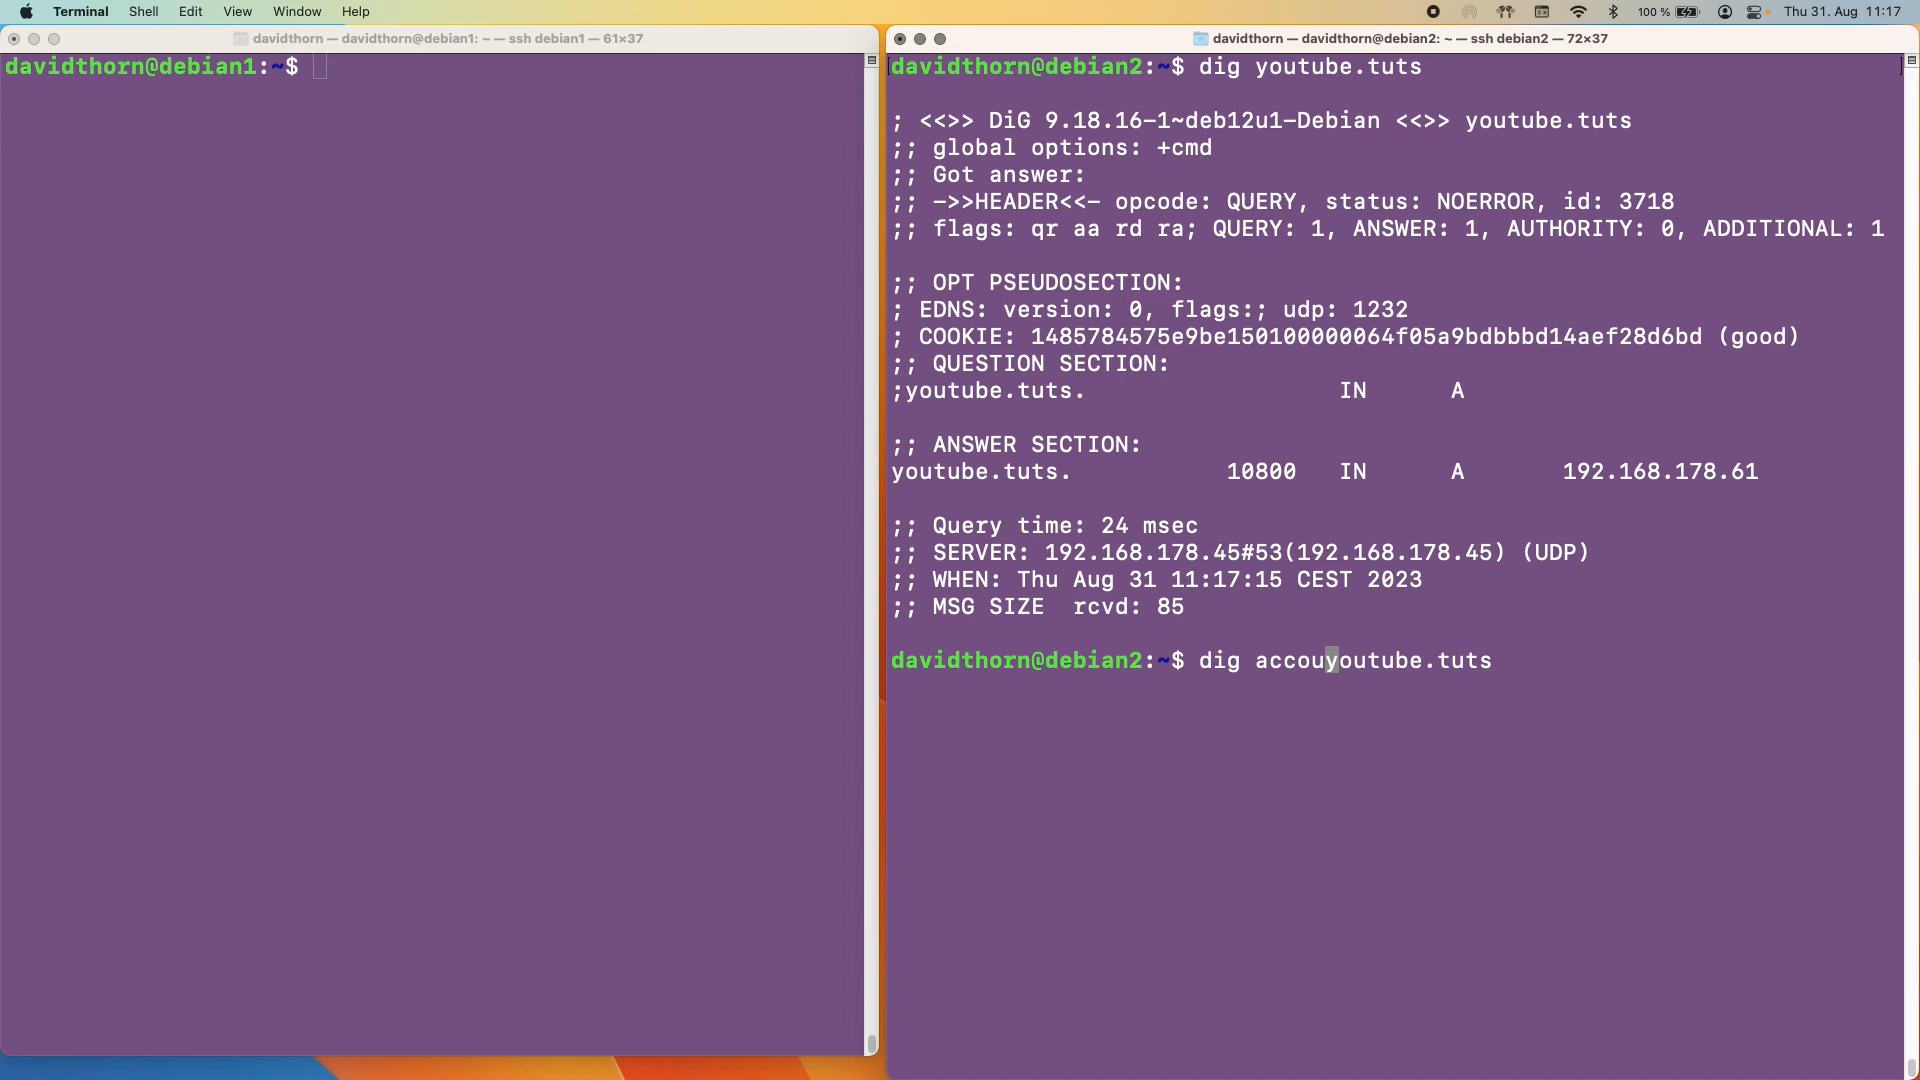 Terminal Shell Edit View Window Help 100 % Thu 31. Aug 11:17
davidthorn — davidthorn@debian1: ~ — ssh debian1 — 61×37
davidthorn@debian1:~$
davidthorn — davidthorn@debian2: ~ — ssh debian2 — 72×37
davidthorn@debian2:~$ dig youtube.tuts
; <<>> DiG 9.18.16-1~deb12u1-Debian <<>> youtube.tuts
;; global options: +cmd
;; Got answer:
;; ->>HEADER<<- opcode: QUERY, status: NOERROR, id: 3718
;; flags: qr aa rd ra; QUERY: 1, ANSWER: 1, AUTHORITY: 0, ADDITIONAL: 1
;; OPT PSEUDOSECTION:
; EDNS: version: 0, flags:; udp: 1232
; COOKIE: 1485784575e9be150100000064f05a9bdbbbd14aef28d6bd (good)
;; QUESTION SECTION:
;youtube.tuts. IN A
;; ANSWER SECTION:
youtube.tuts. 10800 IN A 192.168.178.61
;; Query time: 24 msec
;; SERVER: 192.168.178.45#53(192.168.178.45) (UDP)
;; WHEN: Thu Aug 31 11:17:15 CEST 2023
;; MSG SIZE  rcvd: 85
davidthorn@debian2:~$ dig accouyoutube.tuts